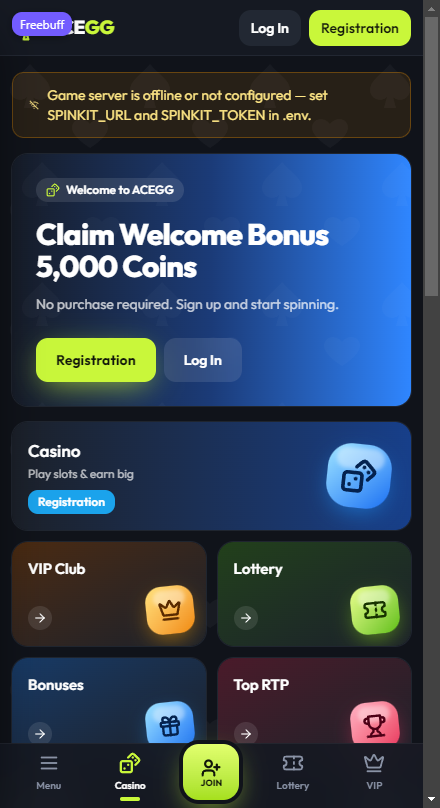 Freebuff
CEGG
Log In
Registration
Game server is offline or not configured — set
SPINKIT_URL and SPINKIT_TOKEN in .env.
Welcome to ACEGG
Claim Welcome Bonus
5,000 Coins
No purchase required. Sign up and start spinning.
Registration
Log In
Casino
Play slots & earn big
Registration
VIP Club
Lottery
Bonuses
Top RTP
Menu
Casino
JOIN
Lottery
VIP